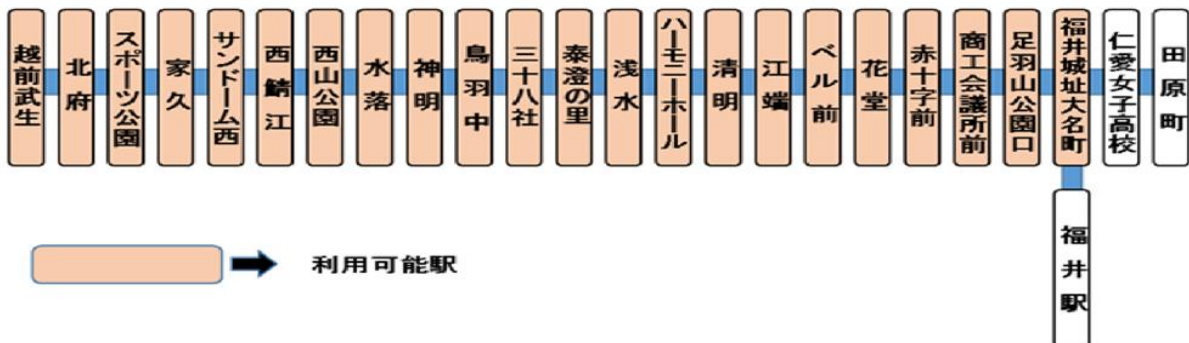 越前武生
北府
スポーツ公園
家久
サンドーム西
西鯖江
西山公園
水落
神明
鳥羽中
三十八社
泰澄の里
浅水
ハーモニーホール
清明
江端
ベル前
花堂
赤十字前
商工会議所前
足羽山公園口
福井城址大名町
仁愛女子高校
田原町
福井駅
利用可能駅